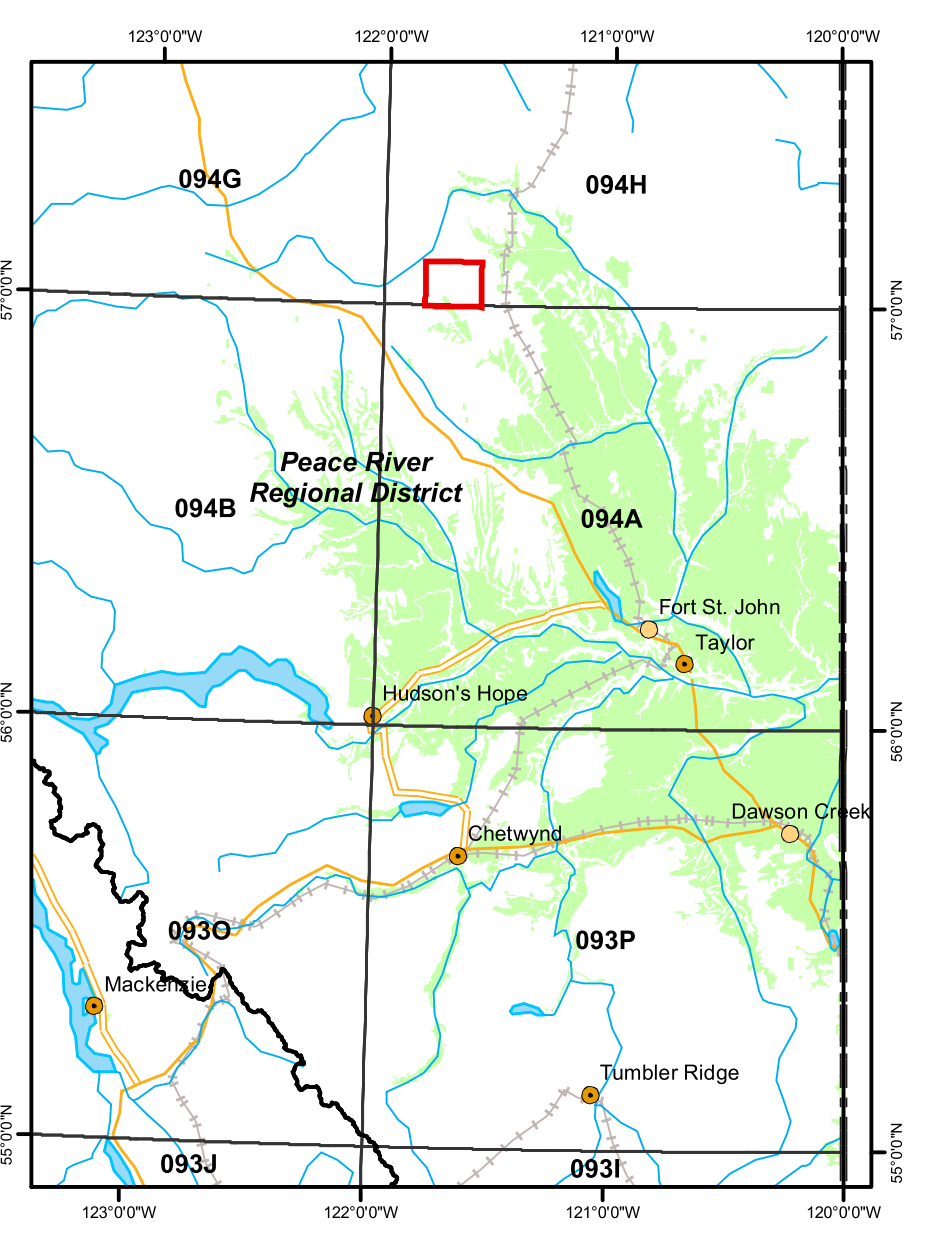 123°0'0"W
122°0'0"W
121°0'0"W
120°0'0"W
094G
094H
57°0'0"N
57°0'0"N
Peace River
Regional District
094B
094A
Fort St. John
Taylor
Hudson's Hope
56°0'0"N
56°0'0"N
Dawson Creek
Chetwynd
093O
093P
Mackenzie
Tumbler Ridge
55°0'0"N
55°0'0"N
093J
093I
123°0'0"W
122°0'0"W
121°0'0"W
120°0'0"W